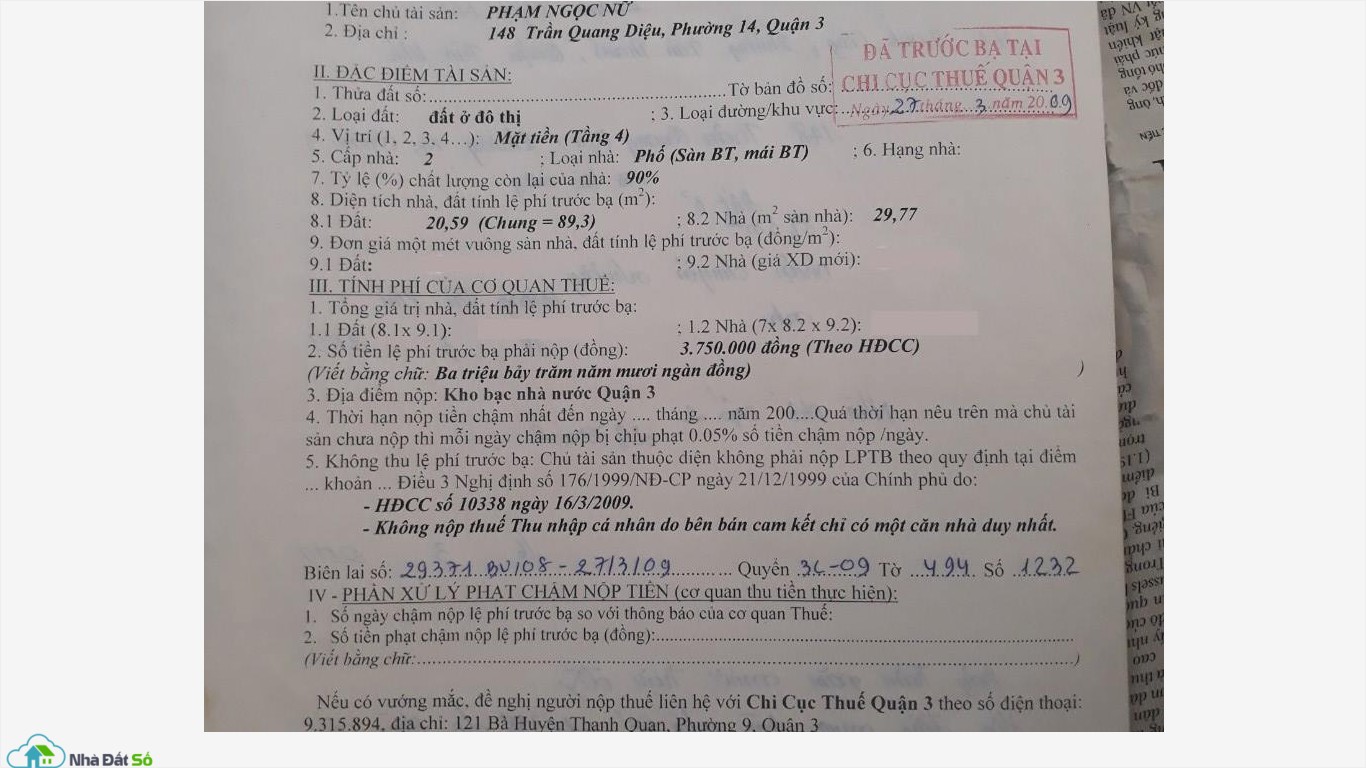 1.Tên chủ tài sản: PHẠM NGỌC NỮ
2. Địa chỉ : 148 Trần Quang Diệu, Phường 14, Quận 3
ĐÃ TRƯỚC BẠ TẠI
CHI CỤC THUẾ QUẬN 3
Ngày 27 tháng 3 năm 2009
II. ĐẶC ĐIỂM TÀI SẢN:
1. Thửa đất số:.......... Tờ bản đồ số:..........
2. Loại đất: đất ở đô thị ; 3. Loại đường/khu vực:..........
4. Vị trí (1, 2, 3, 4…): Mặt tiền (Tầng 4)
5. Cấp nhà: 2 ; Loại nhà: Phố (Sàn BT, mái BT) ; 6. Hạng nhà:
7. Tỷ lệ (%) chất lượng còn lại của nhà: 90%
8. Diện tích nhà, đất tính lệ phí trước bạ (m²):
8.1 Đất: 20,59 (Chung = 89,3) ; 8.2 Nhà (m² sàn nhà): 29,77
9. Đơn giá một mét vuông sàn nhà, đất tính lệ phí trước bạ (đồng/m²):
9.1 Đất: ; 9.2 Nhà (giá XD mới):
III. TÍNH PHÍ CỦA CƠ QUAN THUẾ:
1. Tổng giá trị nhà, đất tính lệ phí trước bạ:
1.1 Đất (8.1x 9.1): ; 1.2 Nhà (7x 8.2 x 9.2):
2. Số tiền lệ phí trước bạ phải nộp (đồng): 3.750.000 đồng (Theo HĐCC)
(Viết bằng chữ: Ba triệu bảy trăm năm mươi ngàn đồng) )
3. Địa điểm nộp: Kho bạc nhà nước Quận 3
4. Thời hạn nộp tiền chậm nhất đến ngày .... tháng .... năm 200....Quá thời hạn nêu trên mà chủ tài
sản chưa nộp thì mỗi ngày chậm nộp bị chịu phạt 0.05% số tiền chậm nộp /ngày.
5. Không thu lệ phí trước bạ: Chủ tài sản thuộc diện không phải nộp LPTB theo quy định tại điểm
... khoản ... Điều 3 Nghị định số 176/1999/NĐ-CP ngày 21/12/1999 của Chính phủ do:
- HĐCC số 10338 ngày 16/3/2009.
- Không nộp thuế Thu nhập cá nhân do bên bán cam kết chỉ có một căn nhà duy nhất.
Biên lai số: 29371 BV/08 - 27/3/09 .......... Quyển 3C-09 Tờ 494 Số 1232
IV - PHẦN XỬ LÝ PHẠT CHẬM NỘP TIỀN (cơ quan thu tiền thực hiện):
1. Số ngày chậm nộp lệ phí trước bạ so với thông báo của cơ quan Thuế:
2. Số tiền phạt chậm nộp lệ phí trước bạ (đồng):..........
(Viết bằng chữ:..........)
Nếu có vướng mắc, đề nghị người nộp thuế liên hệ với Chi Cục Thuế Quận 3 theo số điện thoại:
9.315.894, địa chỉ: 121 Bà Huyện Thanh Quan, Phường 9, Quận 3
Nhà Đất Số